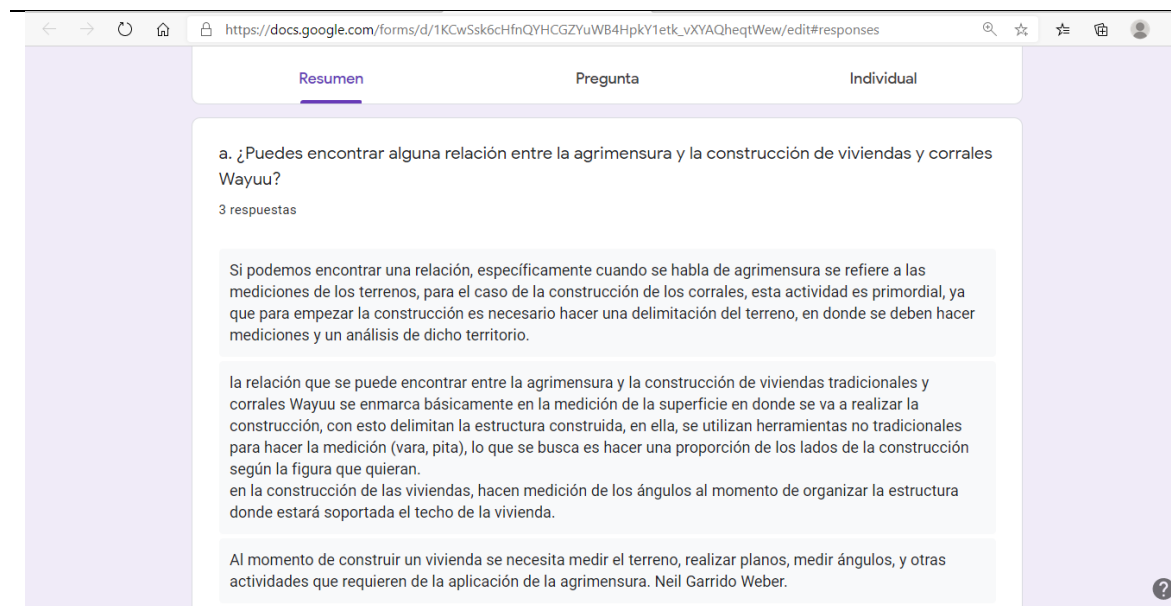 https://docs.google.com/forms/d/1KCwSsk6cHfnQYHCGZYuWB4HpkY1etk_vXYAQheqtWew/edit#responses
Resumen Pregunta Individual
a. ¿Puedes encontrar alguna relación entre la agrimensura y la construcción de viviendas y corrales
Wayuu?
3 respuestas
Si podemos encontrar una relación, específicamente cuando se habla de agrimensura se refiere a las
mediciones de los terrenos, para el caso de la construcción de los corrales, esta actividad es primordial, ya
que para empezar la construcción es necesario hacer una delimitación del terreno, en donde se deben hacer
mediciones y un análisis de dicho territorio.
la relación que se puede encontrar entre la agrimensura y la construcción de viviendas tradicionales y
corrales Wayuu se enmarca básicamente en la medición de la superficie en donde se va a realizar la
construcción, con esto delimitan la estructura construida, en ella, se utilizan herramientas no tradicionales
para hacer la medición (vara, pita), lo que se busca es hacer una proporción de los lados de la construcción
según la figura que quieran.
en la construcción de las viviendas, hacen medición de los ángulos al momento de organizar la estructura
donde estará soportada el techo de la vivienda.
Al momento de construir un vivienda se necesita medir el terreno, realizar planos, medir ángulos, y otras
actividades que requieren de la aplicación de la agrimensura. Neil Garrido Weber.